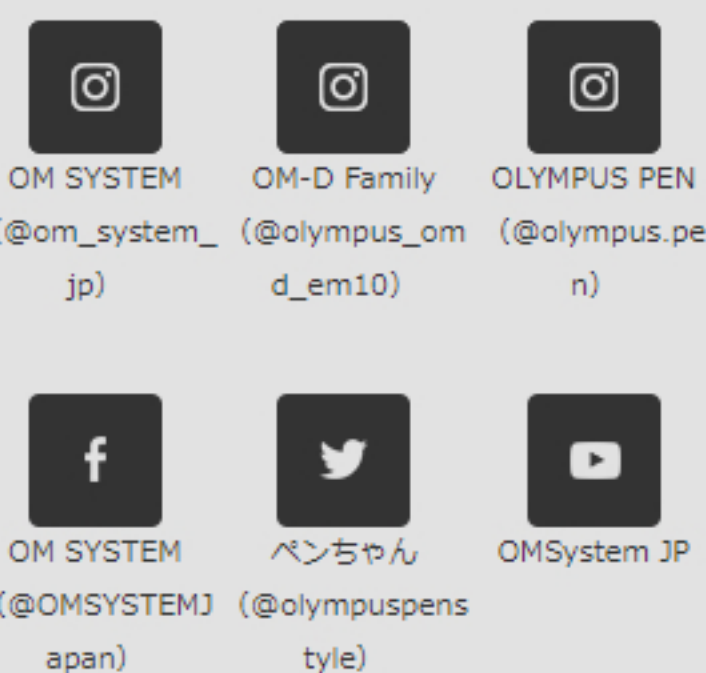 OM SYSTEM
（@om_system_
jp）
OM-D Family
（@olympus_om
d_em10）
OLYMPUS PEN
（@olympus.pe
n）
OM SYSTEM
（@OMSYSTEMJ
apan）
ペンちゃん
（@olympuspens
tyle）
OMSystem JP